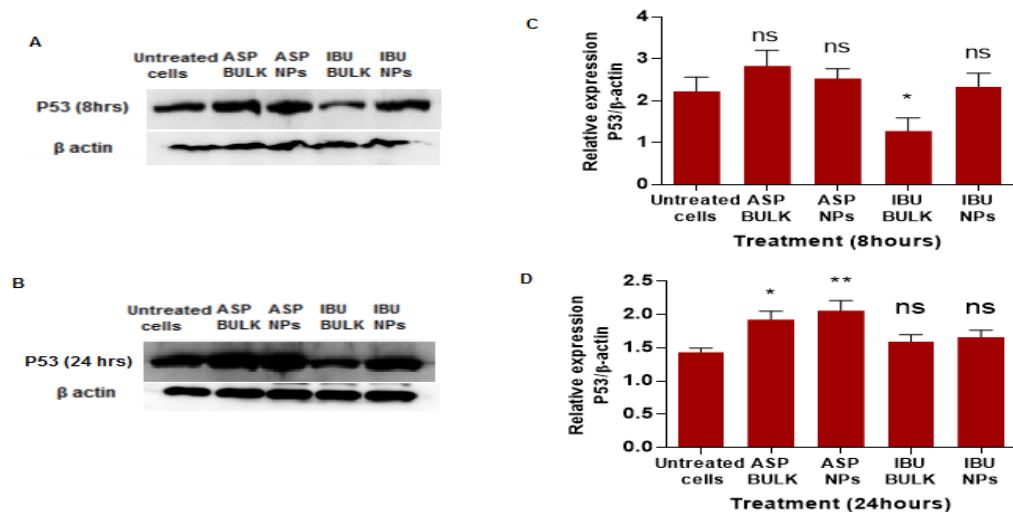 A
Untreated ASP ASP IBU IBU
cells BULK NPs BULK NPs
P53 (8hrs)
β actin
B
Untreated ASP ASP IBU IBU
cells BULK NPs BULK NPs
P53 (24 hrs)
β actin
C
Relative expression
P53/β-actin
4
3
2
1
0
ns
ns
*
ns
Untreated ASP ASP IBU IBU
cells BULK NPs BULK NPs
Treatment (8hours)
D
Relative expression
P53/β-actin
2.5
2.0
1.5
1.0
0.5
0.0
*
**
ns
ns
Untreated ASP ASP IBU IBU
cells BULK NPs BULK NPs
Treatment (24hours)